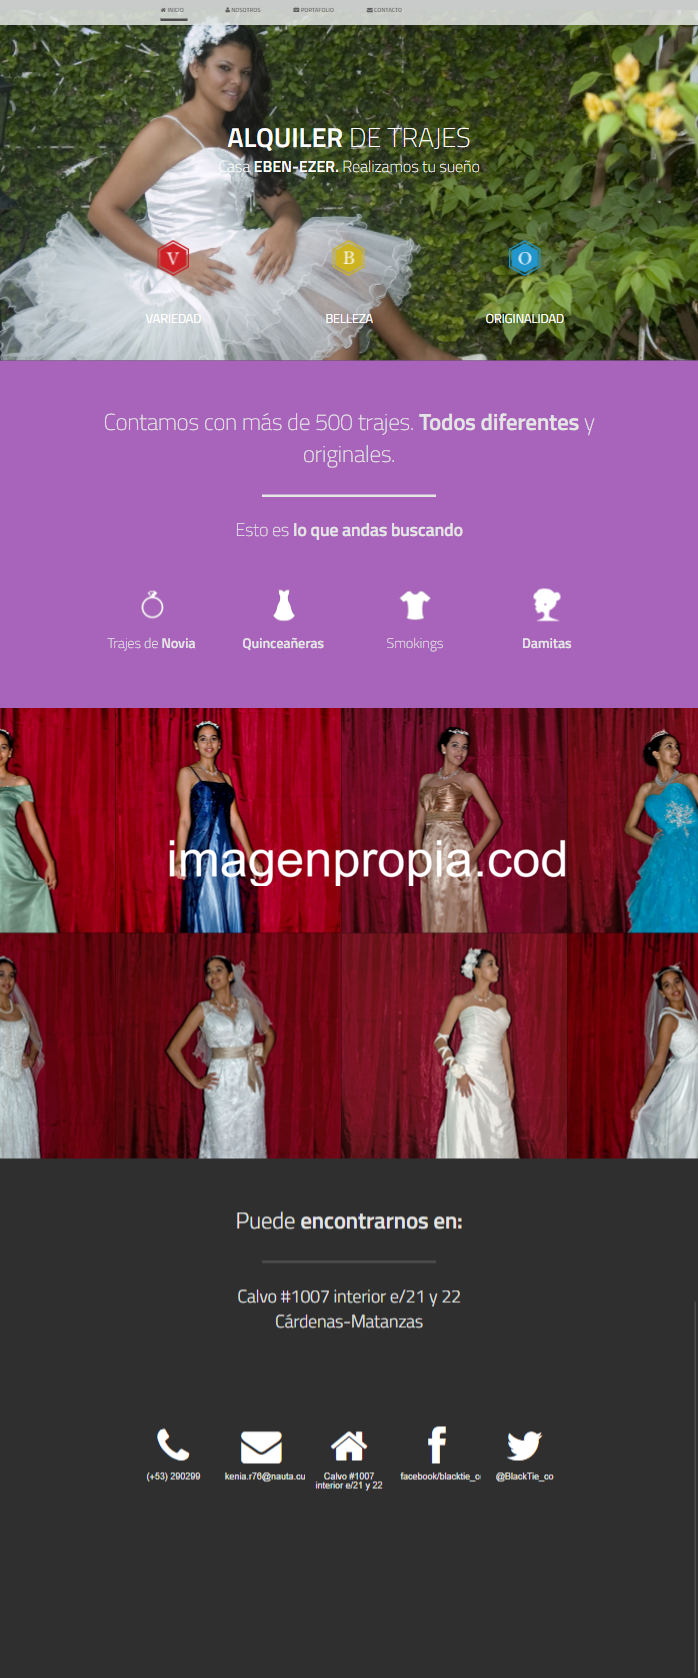 INICIO NOSOTROS PORTAFOLIO CONTACTO
ALQUILER DE TRAJES
Casa EBEN-EZER. Realizamos tu sueño
V B O
VARIEDAD BELLEZA ORIGINALIDAD
Contamos con más de 500 trajes. Todos diferentes y
originales.
Esto es lo que andas buscando
Trajes de Novia Quinceañeras Smokings Damitas
imagenpropia.cod
Puede encontrarnos en:
Calvo #1007 interior e/21 y 22
Cárdenas-Matanzas
(+53) 290299 kenia.r76@nauta.cu Calvo #1007 facebook/blacktie_co @BlackTie_co
interior e/21 y 22